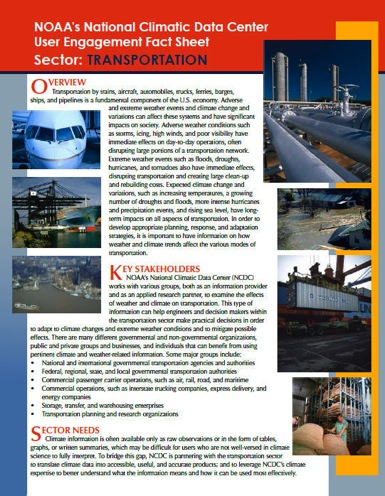 NOAA's National Climatic Data Center
User Engagement Fact Sheet
Sector: TRANSPORTATION
OVERVIEW
Transportation by trains, aircraft, automobiles, trucks, ferries, barges,
ships, and pipelines is a fundamental component of the U.S. economy. Adverse
and extreme weather events and climate change and
variations can affect these systems and have significant
impacts on society. Adverse weather conditions such
as storms, icing, high winds, and poor visibility have
immediate effects on day-to-day operations, often
disrupting large portions of a transportation network.
Extreme weather events such as floods, droughts,
hurricanes, and tornadoes also have immediate effects,
disrupting transportation and creating large clean-up
and rebuilding costs. Expected climate change and
variations, such as increasing temperatures, a growing
number of droughts and floods, more intense hurricanes
and precipitation events, and rising sea level, have long-
term impacts on all aspects of transportation. In order to
develop appropriate planning, response, and adaptation
strategies, it is important to have information on how
weather and climate trends affect the various modes of
transportation.
KEY STAKEHOLDERS
NOAA's National Climatic Data Center (NCDC)
works with various groups, both as an information provider
and as an applied research partner, to examine the effects
of weather and climate on transportation. This type of
information can help engineers and decision makers within
the transportation sector make practical decisions in order
to adapt to climate changes and extreme weather conditions and to mitigate possible
effects. There are many different governmental and non-governmental organizations,
public and private groups and businesses, and individuals that can benefit from using
pertinent climate and weather-related information. Some major groups include:
• National and international governmental transportation agencies and authorities
• Federal, regional, state, and local governmental transportation authorities
• Commercial passenger carrier operations, such as air, rail, road, and maritime
• Commercial operations, such as interstate trucking companies, express delivery, and
energy companies
• Storage, transfer, and warehousing enterprises
• Transportation planning and research organizations
SECTOR NEEDS
Climate information is often available only as raw observations or in the form of tables,
graphs, or written summaries, which may be difficult for users who are not well-versed in climate
science to fully interpret. To bridge this gap, NCDC is partnering with the transportation sector
to translate climate data into accessible, useful, and accurate products; and to leverage NCDC's climate
expertise to better understand what the information means and how it can be used most effectively.